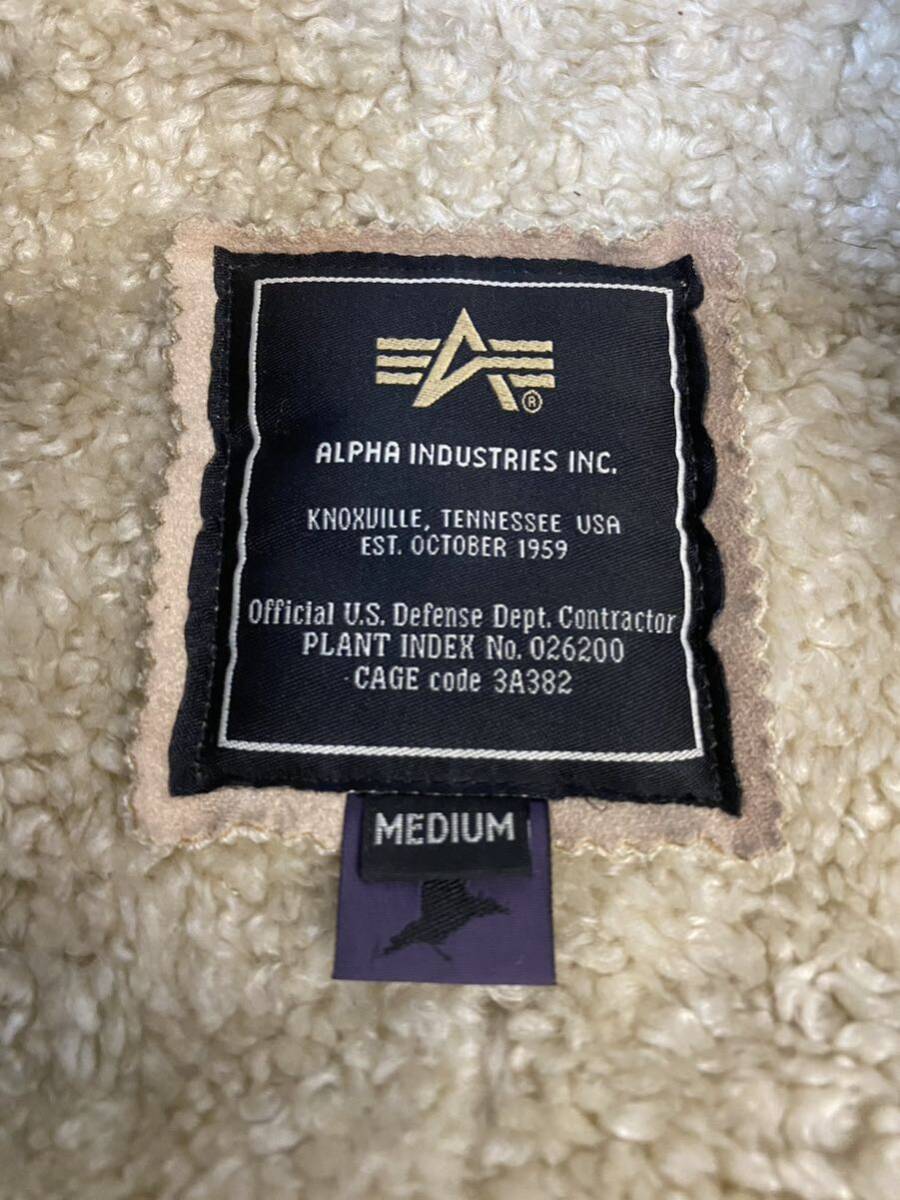 ®
ALPHA INDUSTRIES INC.
KNOXVILLE, TENNESSEE USA
EST. OCTOBER 1959
Official U.S. Defense Dept. Contractor
PLANT INDEX No. 026200
CAGE code 3A382
MEDIUM